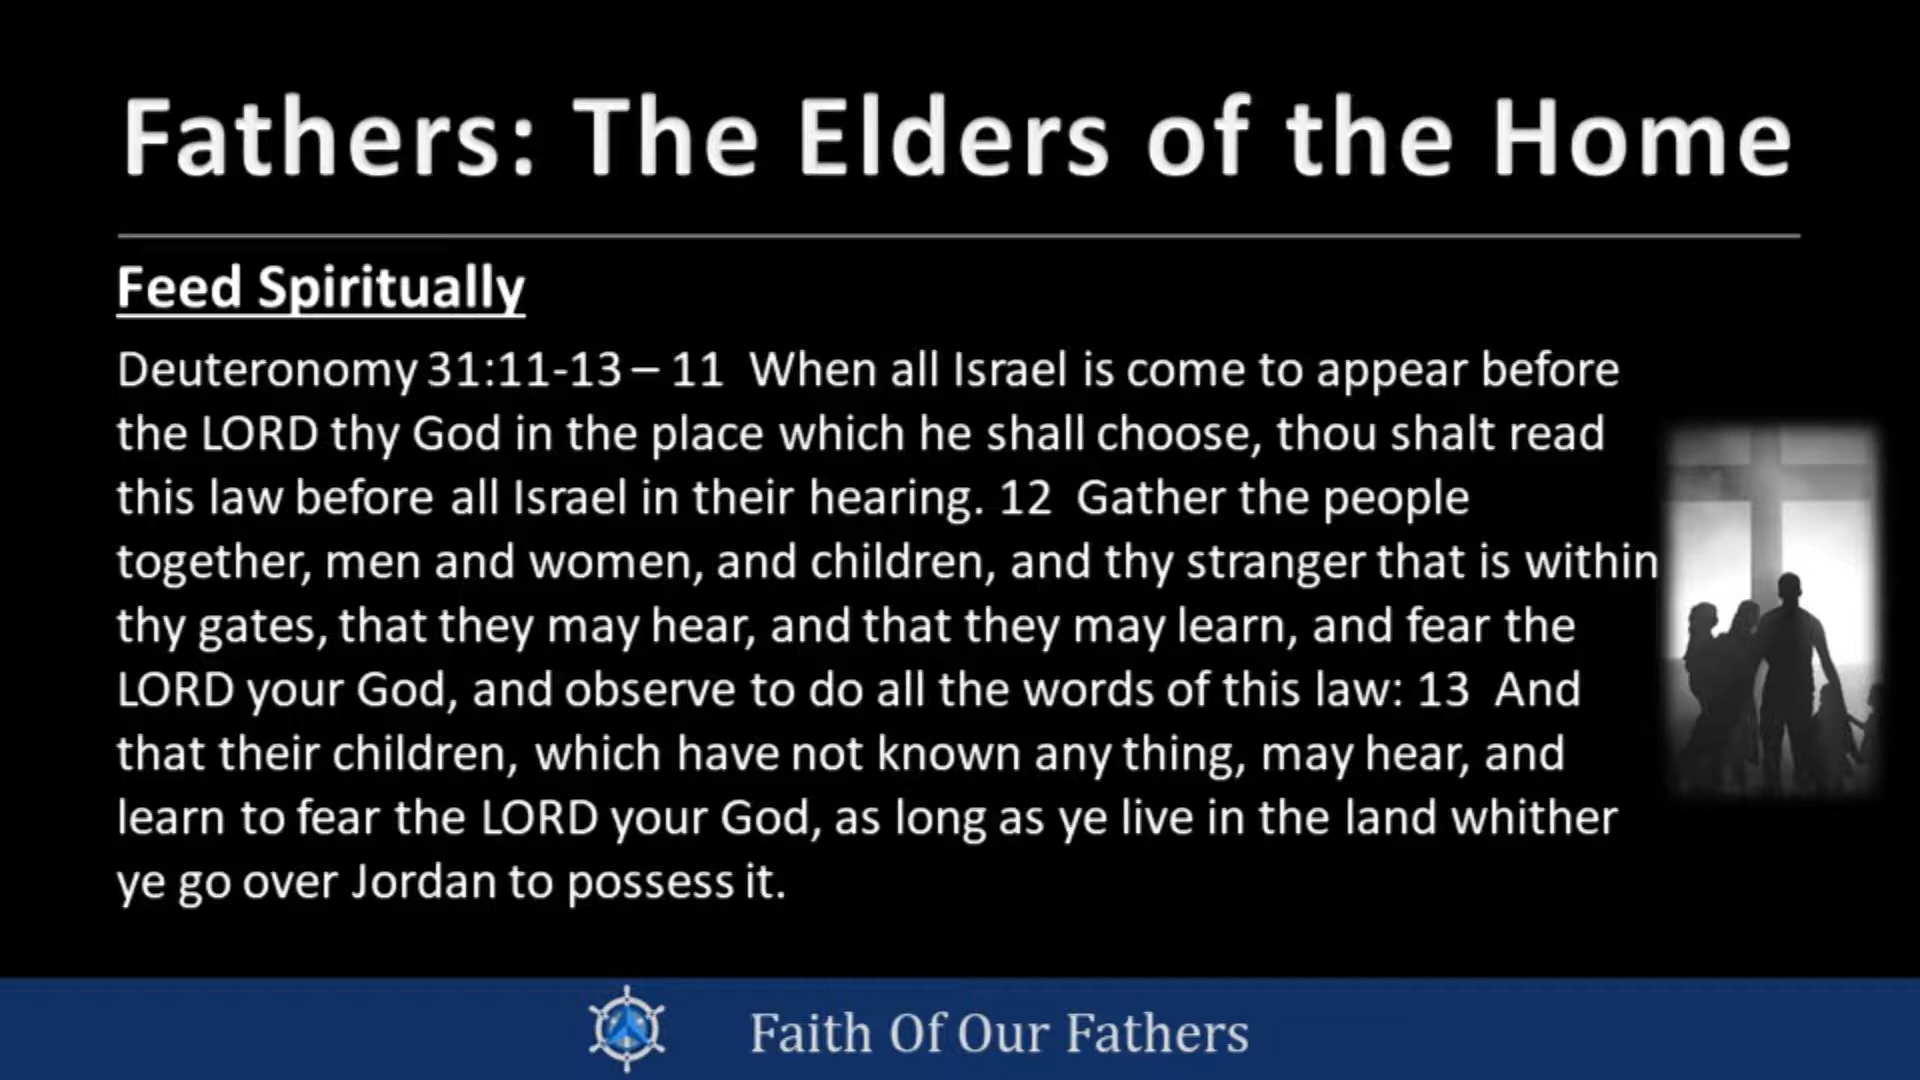 Fathers: The Elders of the Home
Feed Spiritually
Deuteronomy 31:11-13 – 11  When all Israel is come to appear before
the LORD thy God in the place which he shall choose, thou shalt read
this law before all Israel in their hearing. 12  Gather the people
together, men and women, and children, and thy stranger that is within
thy gates, that they may hear, and that they may learn, and fear the
LORD your God, and observe to do all the words of this law: 13  And
that their children, which have not known any thing, may hear, and
learn to fear the LORD your God, as long as ye live in the land whither
ye go over Jordan to possess it.
Faith Of Our Fathers